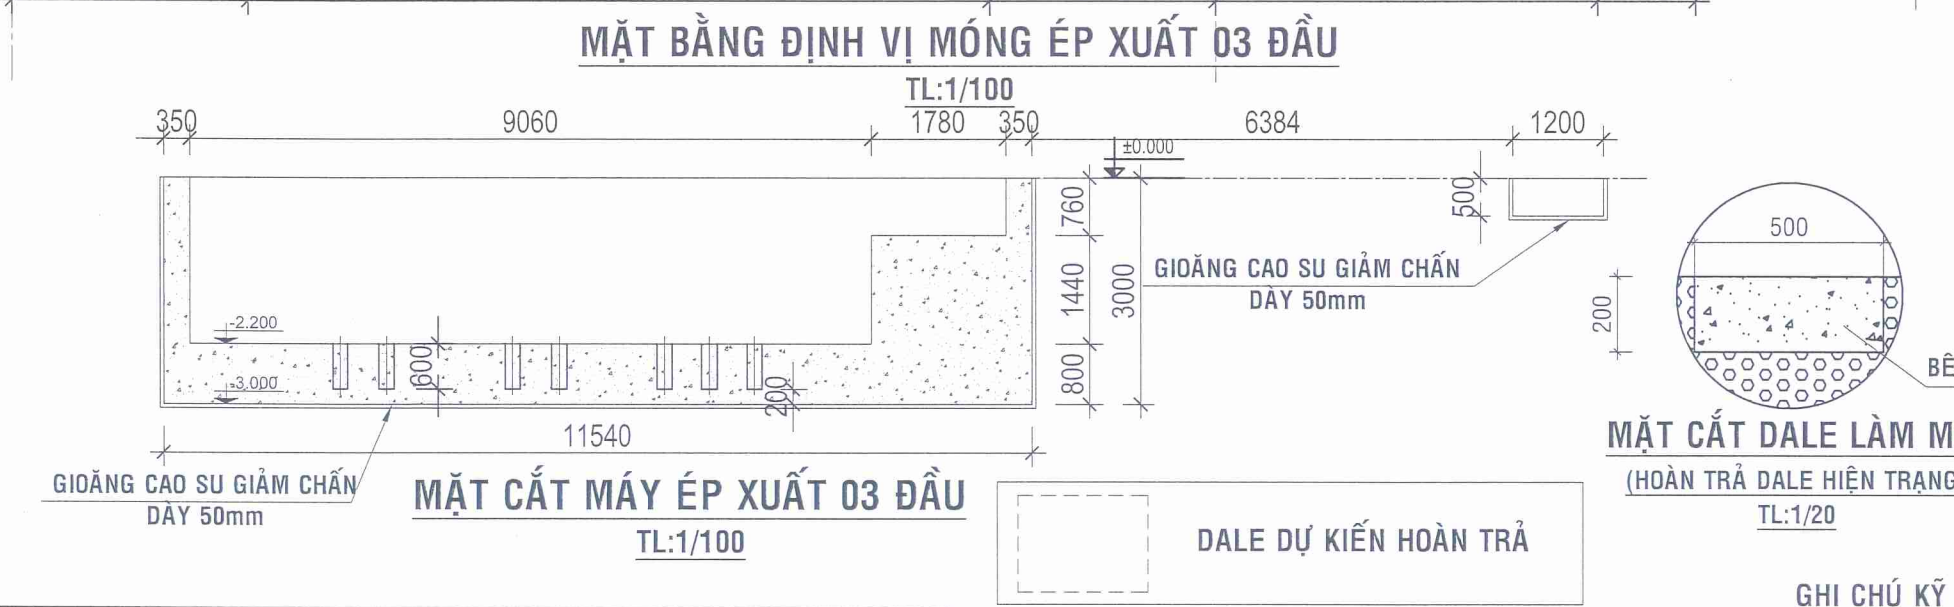 MẶT BẰNG ĐỊNH VỊ MÓNG ÉP XUẤT 03 ĐẦU
TL:1/100
350 9060 1780 350 6384 1200
±0.000
760
1440
800
3000
500
GIOĂNG CAO SU GIẢM CHẤN
DÀY 50mm
-2.200
-3.000
600
200
11540
GIOĂNG CAO SU GIẢM CHẤN
DÀY 50mm
MẶT CẮT MÁY ÉP XUẤT 03 ĐẦU
TL:1/100
DALE DỰ KIẾN HOÀN TRẢ
500
200
BÊ
MẶT CẮT DALE LÀM M
(HOÀN TRẢ DALE HIỆN TRẠNG
TL:1/20
GHI CHÚ KỸ